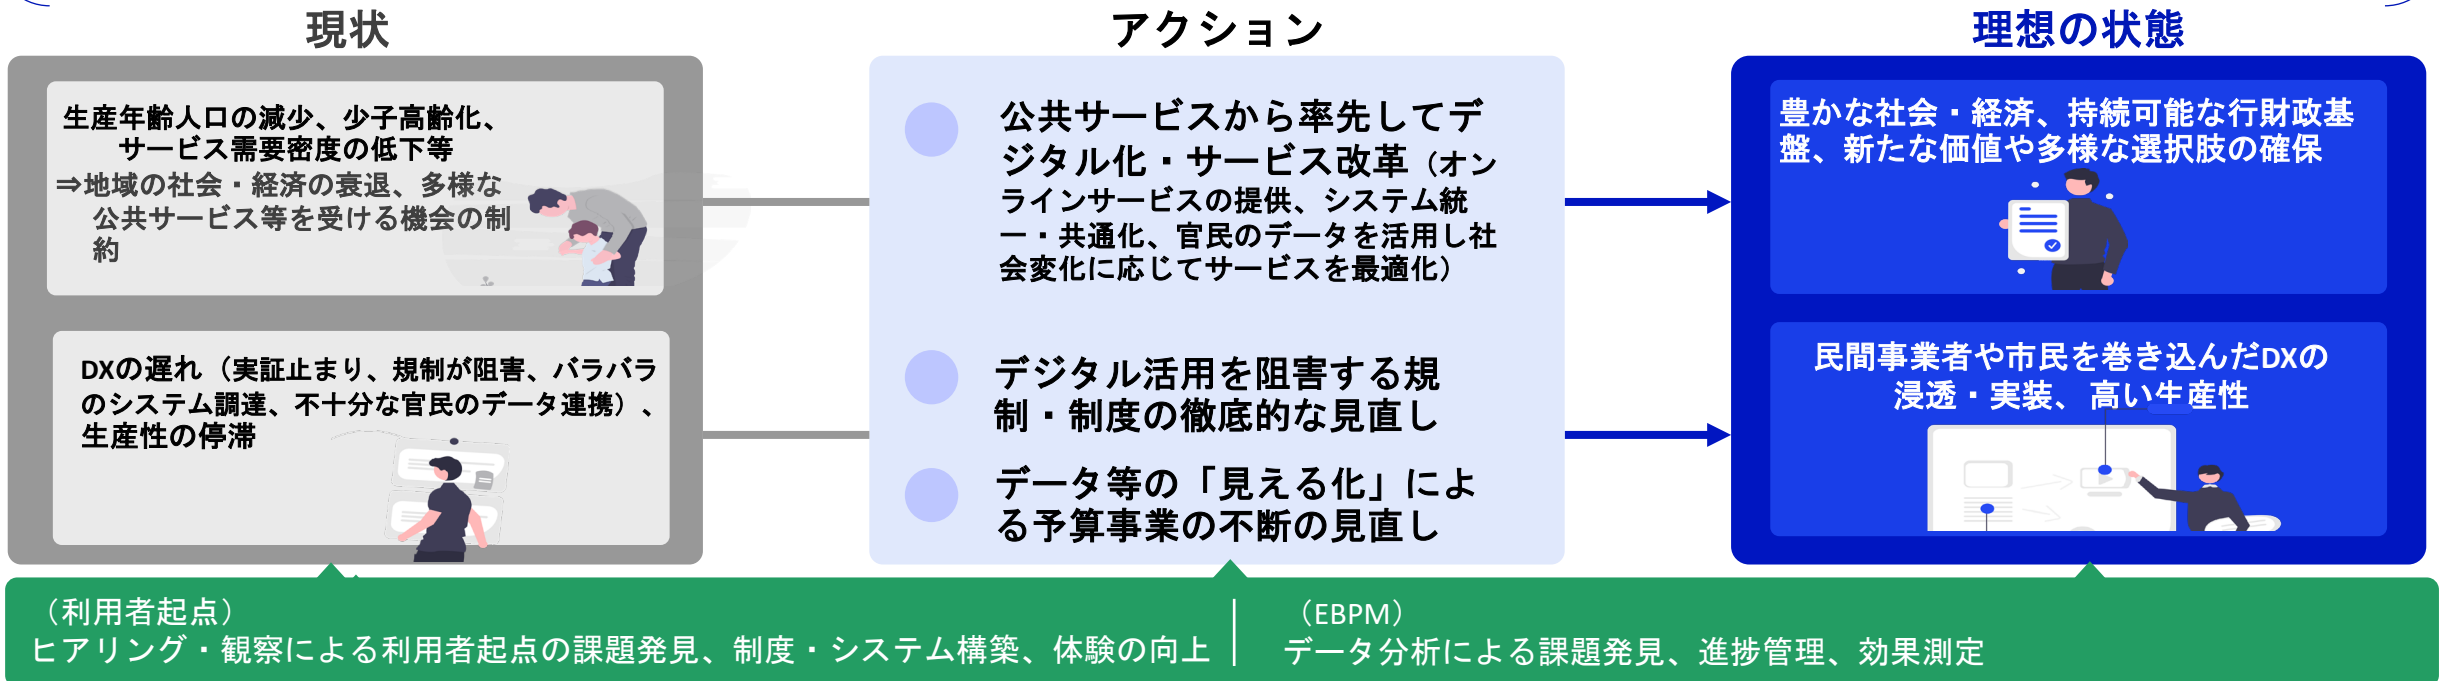 現状
生産年齢人口の減少、少子高齢化、
サービス需要密度の低下等
⇒地域の社会・経済の衰退、多様な
公共サービス等を受ける機会の制
約
DXの遅れ（実証止まり、規制が阻害、バラバラ
のシステム調達、不十分な官民のデータ連携）、
生産性の停滞
アクション
公共サービスから率先してデ
ジタル化・サービス改革（オン
ラインサービスの提供、システム統
一・共通化、官民のデータを活用し社
会変化に応じてサービスを最適化）
デジタル活用を阻害する規
制・制度の徹底的な見直し
データ等の「見える化」によ
る予算事業の不断の見直し
理想の状態
豊かな社会・経済、持続可能な行財政基
盤、新たな価値や多様な選択肢の確保
民間事業者や市民を巻き込んだDXの
浸透・実装、高い生産性
（利用者起点）
ヒアリング・観察による利用者起点の課題発見、制度・システム構築、体験の向上
（EBPM）
データ分析による課題発見、進捗管理、効果測定